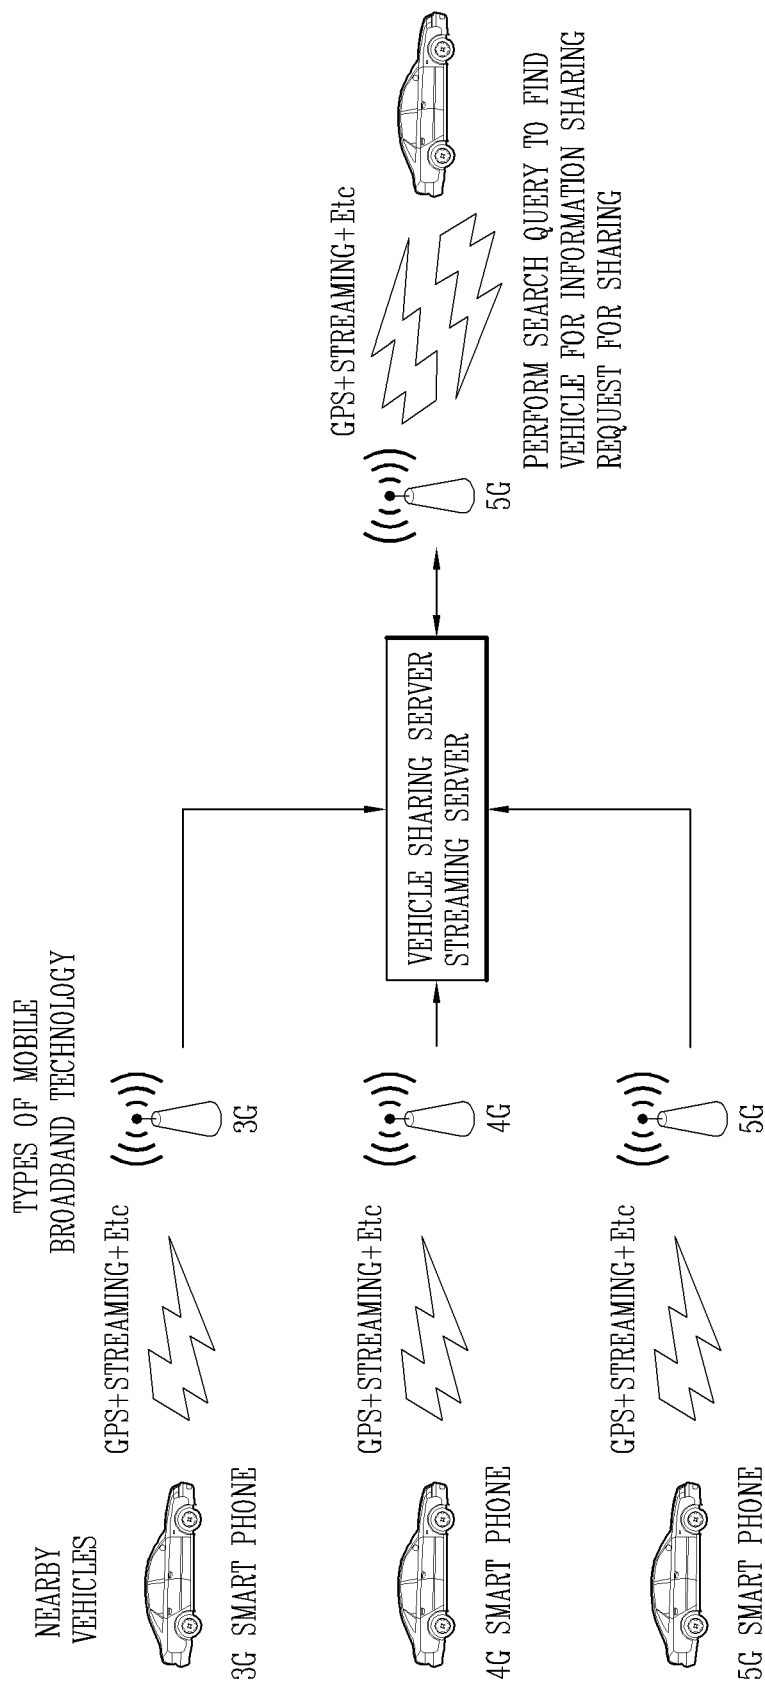 NEARBY
VEHICLES
TYPES OF MOBILE
BROADBAND TECHNOLOGY
GPS+STREAMING+Etc
3G SMART PHONE
3G
GPS+STREAMING+Etc
4G SMART PHONE
4G
GPS+STREAMING+Etc
5G SMART PHONE
5G
VEHICLE SHARING SERVER
STREAMING SERVER
GPS+STREAMING+Etc
5G
PERFORM SEARCH QUERY TO FIND
VEHICLE FOR INFORMATION SHARING
REQUEST FOR SHARING